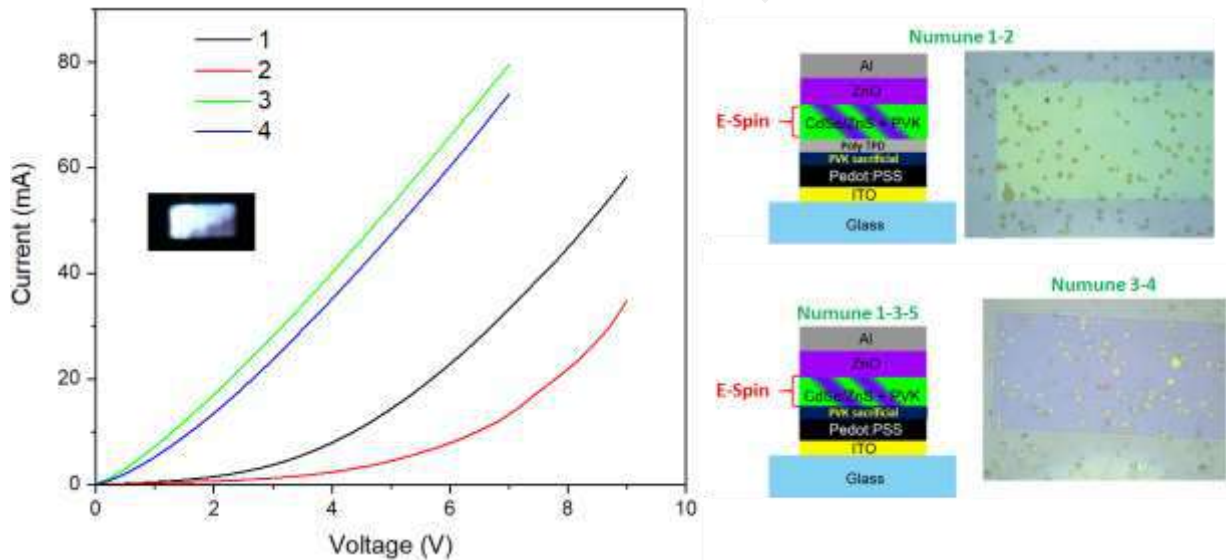 1
2
3
4
80
60
40
20
0
Current (mA)
0 2 4 6 8 10
Voltage (V)
Numune 1-2
Al
ZnO
E-Spin
CdSe/ZnS + PVK
Poly TPD
PVK sacrificial
Pedot:PSS
ITO
Glass
Numune 3-4
Numune 1-3-5
Al
ZnO
E-Spin
CdSe/ZnS + PVK
PVK sacrificial
Pedot:PSS
ITO
Glass